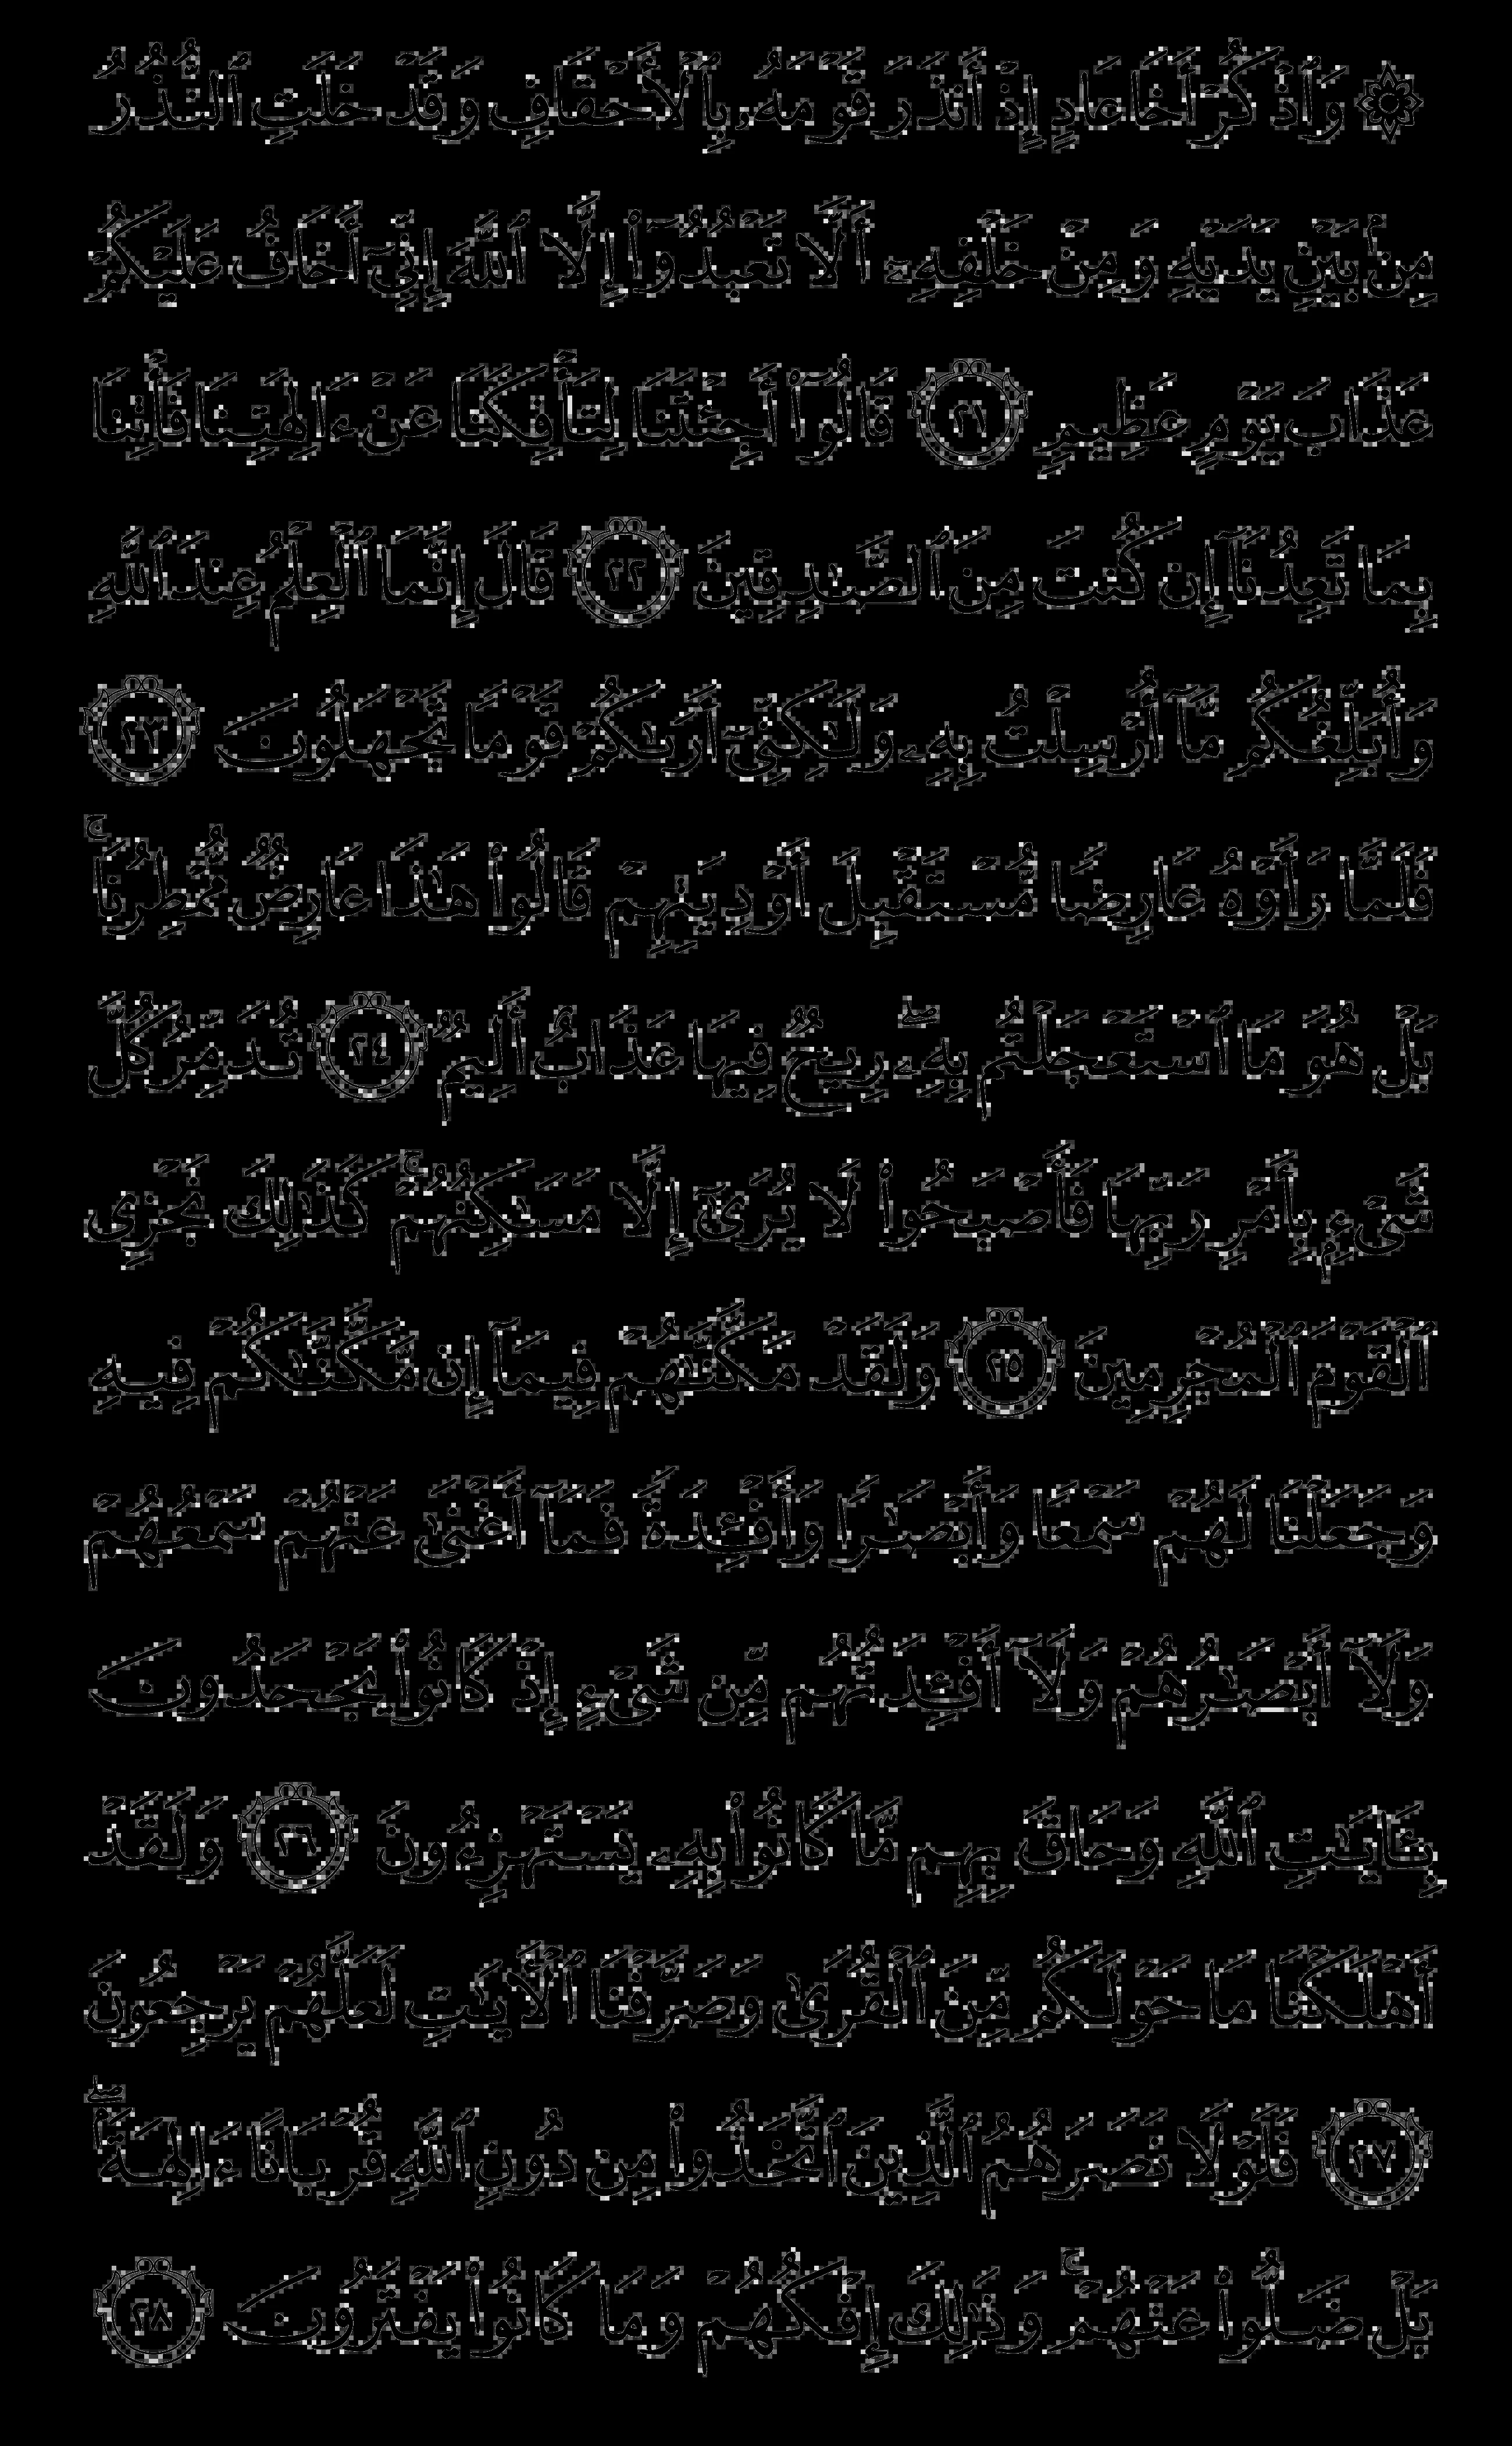 ۞ وَٱذْكُرْ أَخَا عَادٍ إِذْ أَنذَرَ قَوْمَهُۥ بِٱلْأَحْقَافِ وَقَدْ خَلَتِ ٱلنُّذُرُ
مِنۢ بَيْنِ يَدَيْهِ وَمِنْ خَلْفِهِۦٓ أَلَّا تَعْبُدُوٓا۟ إِلَّا ٱللَّهَ إِنِّىٓ أَخَافُ عَلَيْكُمْ
عَذَابَ يَوْمٍ عَظِيمٍ ٢١ قَالُوٓا۟ أَجِئْتَنَا لِتَأْفِكَنَا عَنْ ءَالِهَتِنَا فَأْتِنَا
بِمَا تَعِدُنَآ إِن كُنتَ مِنَ ٱلصَّـٰدِقِينَ ٢٢ قَالَ إِنَّمَا ٱلْعِلْمُ عِندَ ٱللَّهِ
وَأُبَلِّغُكُم مَّآ أُرْسِلْتُ بِهِۦ وَلَـٰكِنِّىٓ أَرَىٰكُمْ قَوْمًا تَجْهَلُونَ ٢٣
فَلَمَّا رَأَوْهُ عَارِضًا مُّسْتَقْبِلَ أَوْدِيَتِهِمْ قَالُوا۟ هَـٰذَا عَارِضٌ مُّمْطِرُنَا ۚ
بَلْ هُوَ مَا ٱسْتَعْجَلْتُم بِهِۦ ۖ رِيحٌ فِيهَا عَذَابٌ أَلِيمٌ ٢٤ تُدَمِّرُ كُلَّ
شَىْءٍۭ بِأَمْرِ رَبِّهَا فَأَصْبَحُوا۟ لَا يُرَىٰٓ إِلَّا مَسَـٰكِنُهُمْ ۚ كَذَٰلِكَ نَجْزِى
ٱلْقَوْمَ ٱلْمُجْرِمِينَ ٢٥ وَلَقَدْ مَكَّنَّـٰهُمْ فِيمَآ إِن مَّكَّنَّـٰكُمْ فِيهِ
وَجَعَلْنَا لَهُمْ سَمْعًا وَأَبْصَـٰرًا وَأَفْـِٔدَةً فَمَآ أَغْنَىٰ عَنْهُمْ سَمْعُهُمْ
وَلَآ أَبْصَـٰرُهُمْ وَلَآ أَفْـِٔدَتُهُم مِّن شَىْءٍ إِذْ كَانُوا۟ يَجْحَدُونَ
بِـَٔايَـٰتِ ٱللَّهِ وَحَاقَ بِهِم مَّا كَانُوا۟ بِهِۦ يَسْتَهْزِءُونَ ٢٦ وَلَقَدْ
أَهْلَكْنَا مَا حَوْلَكُم مِّنَ ٱلْقُرَىٰ وَصَرَّفْنَا ٱلْـَٔايَـٰتِ لَعَلَّهُمْ يَرْجِعُونَ
٢٧ فَلَوْلَا نَصَرَهُمُ ٱلَّذِينَ ٱتَّخَذُوا۟ مِن دُونِ ٱللَّهِ قُرْبَانًا ءَالِهَةًۢ ۖ
بَلْ ضَلُّوا۟ عَنْهُمْ ۚ وَذَٰلِكَ إِفْكُهُمْ وَمَا كَانُوا۟ يَفْتَرُونَ ٢٨